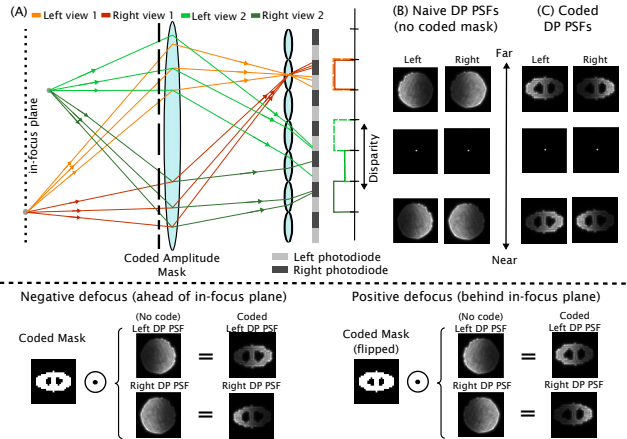 (A)
Left view 1
Right view 1
Left view 2
Right view 2
in-focus plane
Coded Amplitude
Mask
Left photodiode
Right photodiode
Disparity
(B) Naive DP PSFs
(no coded mask)
Left
Right
Far
Near
(C) Coded
DP PSFs
Left
Right
Negative defocus (ahead of in-focus plane)
Coded Mask
(No code)
Left DP PSF
Coded
Left DP PSF
=
Right DP PSF
Right DP PSF
=
Positive defocus (behind in-focus plane)
Coded Mask
(flipped)
(No code)
Left DP PSF
Coded
Left DP PSF
=
Right DP PSF
Right DP PSF
=